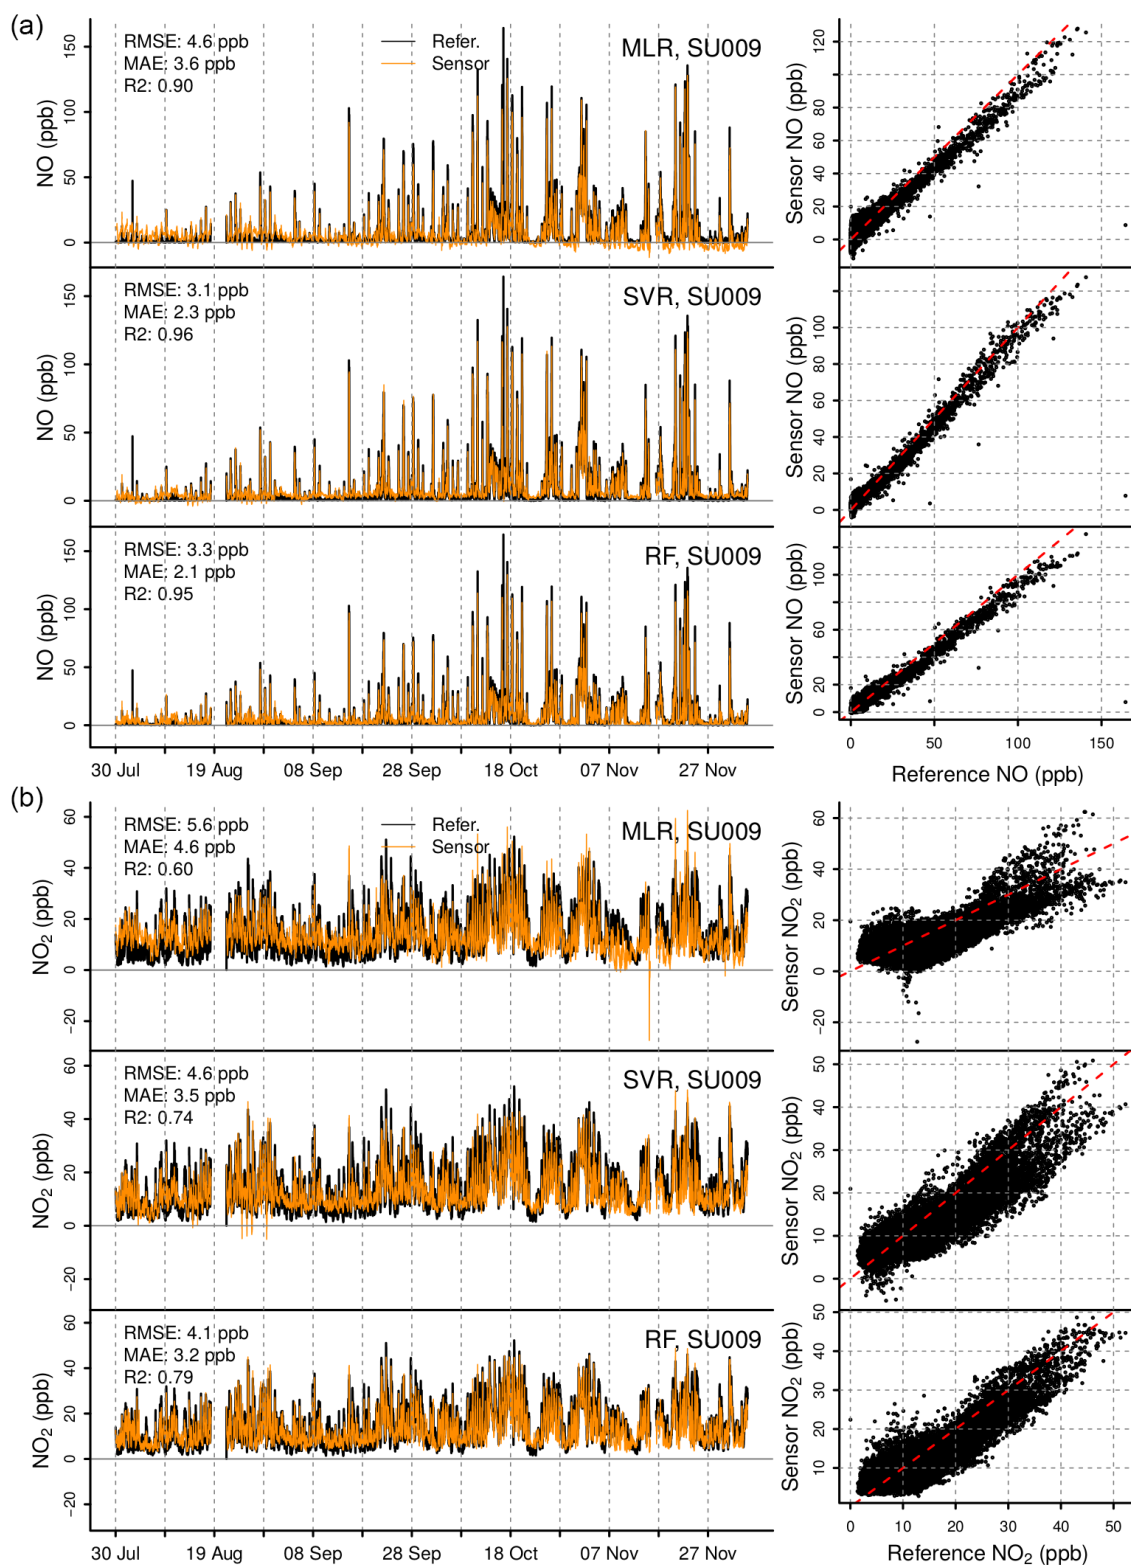 (a)
RMSE: 4.6 ppb
MAE: 3.6 ppb
R2: 0.90
Refer.
Sensor
MLR, SU009
NO (ppb)
0
50
100
150
Sensor NO (ppb)
0
20
40
60
80
120
RMSE: 3.1 ppb
MAE: 2.3 ppb
R2: 0.96
SVR, SU009
NO (ppb)
0
50
100
150
Sensor NO (ppb)
0
20
40
60
80
120
RMSE: 3.3 ppb
MAE: 2.1 ppb
R2: 0.95
RF, SU009
NO (ppb)
0
50
100
150
Sensor NO (ppb)
0
20
40
60
100
30 Jul 19 Aug 08 Sep 28 Sep 18 Oct 07 Nov 27 Nov
0 50 100 150
Reference NO (ppb)
(b)
RMSE: 5.6 ppb
MAE: 4.6 ppb
R2: 0.60
Refer.
Sensor
MLR, SU009
NO₂ (ppb)
−20
0
20
40
60
Sensor NO₂ (ppb)
−20
0
20
40
60
RMSE: 4.6 ppb
MAE: 3.5 ppb
R2: 0.74
SVR, SU009
NO₂ (ppb)
−20
0
20
40
60
Sensor NO₂ (ppb)
0
10
20
30
40
50
RMSE: 4.1 ppb
MAE: 3.2 ppb
R2: 0.79
RF, SU009
NO₂ (ppb)
−20
0
20
40
60
Sensor NO₂ (ppb)
10
20
30
40
50
30 Jul 19 Aug 08 Sep 28 Sep 18 Oct 07 Nov 27 Nov
0 10 20 30 40 50
Reference NO₂ (ppb)